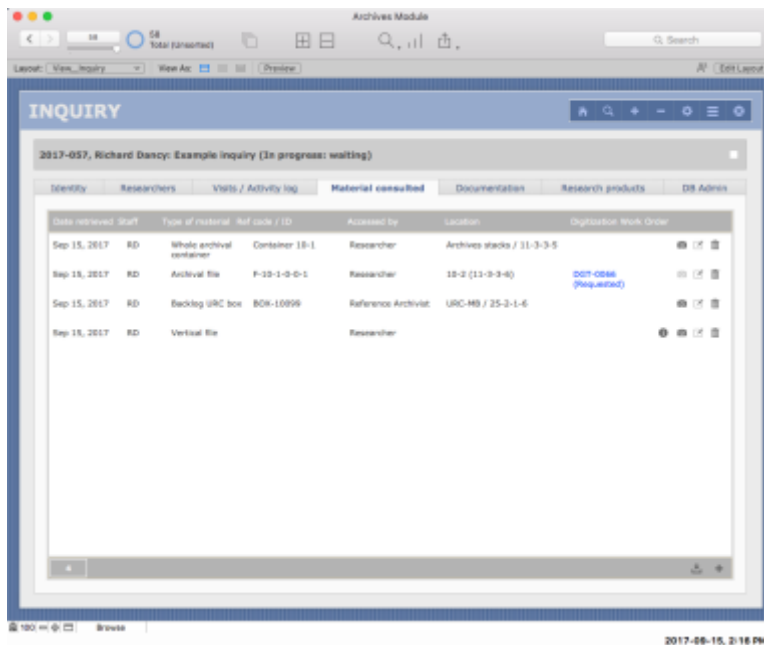 Archives Module
58
58
Total (Unsorted)
Search
Layout: View_Inquiry View As: Preview Edit Layout
INQUIRY
2017-057, Richard Dancy: Example inquiry (In progress: waiting)
Identity Researchers Visits / Activity log Material consulted Documentation Research products DB Admin
Date retrieved Staff Type of material Ref code / ID Accessed by Location Digitization Work Order
Sep 15, 2017 RD Whole archival Container 10-1 Researcher Archives stacks / 11-3-3-5
container
Sep 15, 2017 RD Archival file F-10-1-0-0-1 Researcher 10-2 (11-3-3-6) DGT-0066
(Requested)
Sep 15, 2017 RD Backlog URC box BOX-10099 Reference Archivist URC-MB / 25-2-1-6
Sep 15, 2017 RD Vertical file Researcher
4
100 Browse
2017-09-15, 2:16 PM